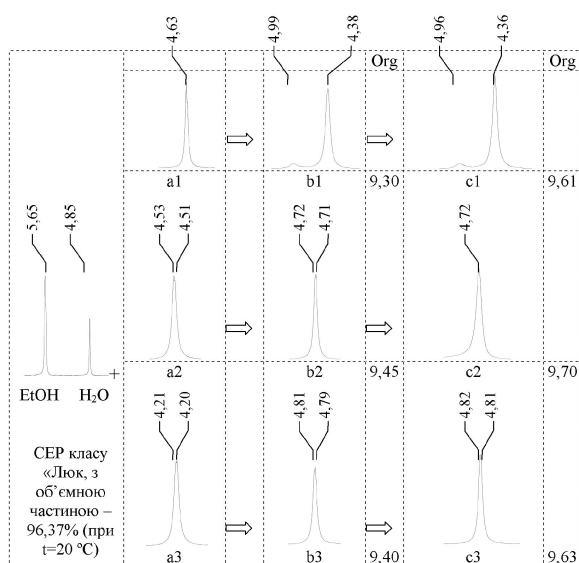 4,63
4,99 4,38
4,96 4,36
Org Org
a1 b1 9,30 c1 9,61
5,65 4,85
4,53 4,51
4,72 4,71
4,72
a2 b2 9,45 c2 9,70
EtOH H₂O +
4,21 4,20
4,81 4,79
4,82 4,81
СЕР класу
«Люк, з
об’ємною
частиною –
96,37% (при
t=20 ºC)
a3 b3 9,40 c3 9,63